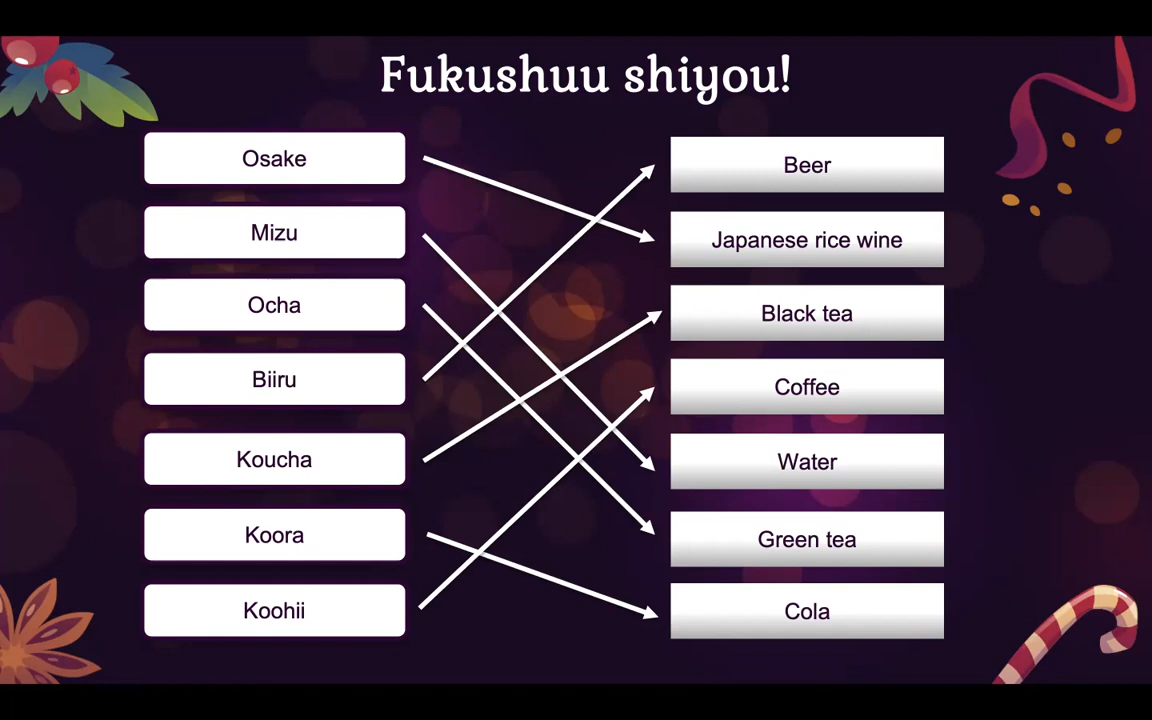 Fukushuu shiyou!
Osake
Beer
Mizu
Japanese rice wine
Ocha
Black tea
Biiru
Coffee
Koucha
Water
Koora
Green tea
Koohii
Cola